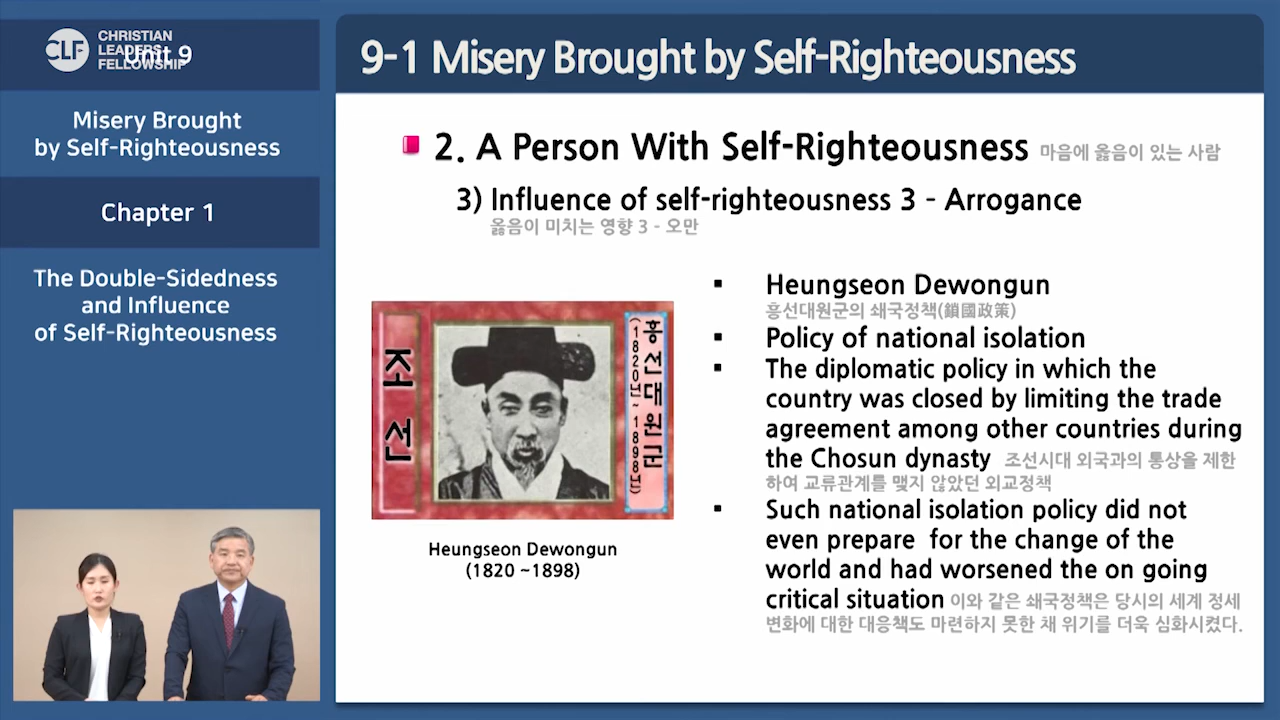 CLF CHRISTIAN
LEADERS
FELLOWSHIP
Unit 9
Misery Brought
by Self-Righteousness
Chapter 1
The Double-Sidedness
and Influence
of Self-Righteousness
9-1 Misery Brought by Self-Righteousness
2. A Person With Self-Righteousness 마음에 옳음이 있는 사람
3) Influence of self-righteousness 3 - Arrogance
옳음이 미치는 영향 3 - 오만
조선
흥선대원군
(1820년~1898년)
Heungseon Dewongun
(1820 ~1898)
▪ Heungseon Dewongun
흥선대원군의 쇄국정책(鎖國政策)
▪ Policy of national isolation
▪ The diplomatic policy in which the
country was closed by limiting the trade
agreement among other countries during
the Chosun dynasty 조선시대 외국과의 통상을 제한
하여 교류관계를 맺지 않았던 외교정책
▪ Such national isolation policy did not
even prepare for the change of the
world and had worsened the on going
critical situation 이와 같은 쇄국정책은 당시의 세계 정세
변화에 대한 대응책도 마련하지 못한 채 위기를 더욱 심화시켰다.